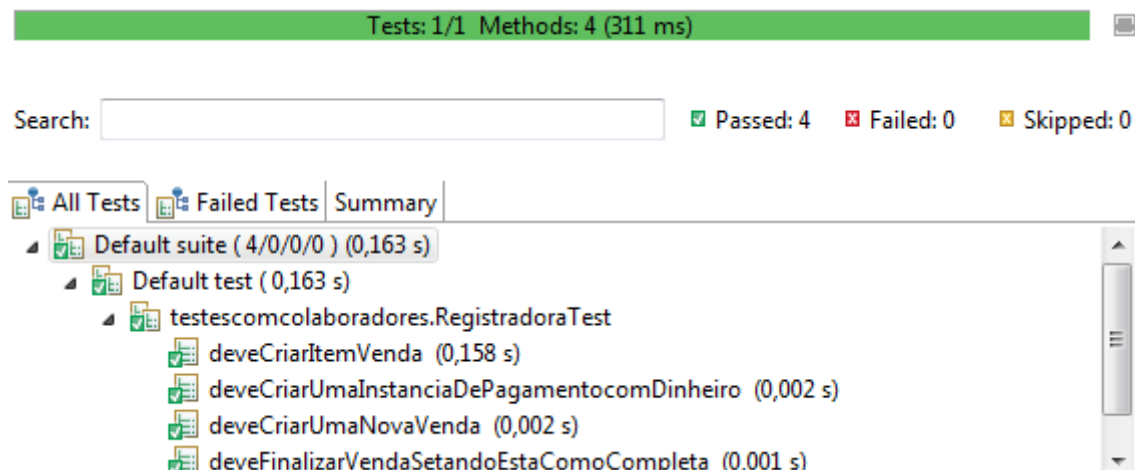 Tests: 1/1 Methods: 4 (311 ms)
Search: Passed: 4 Failed: 0 Skipped: 0
All Tests Failed Tests Summary
Default suite ( 4/0/0/0 ) (0,163 s)
Default test ( 0,163 s)
testescomcolaboradores.RegistradoraTest
deveCriarItemVenda (0,158 s)
deveCriarUmaInstanciaDePagamentocomDinheiro (0,002 s)
deveCriarUmaNovaVenda (0,002 s)
deveFinalizarVendaSetandoEstaComoCompleta (0,001 s)